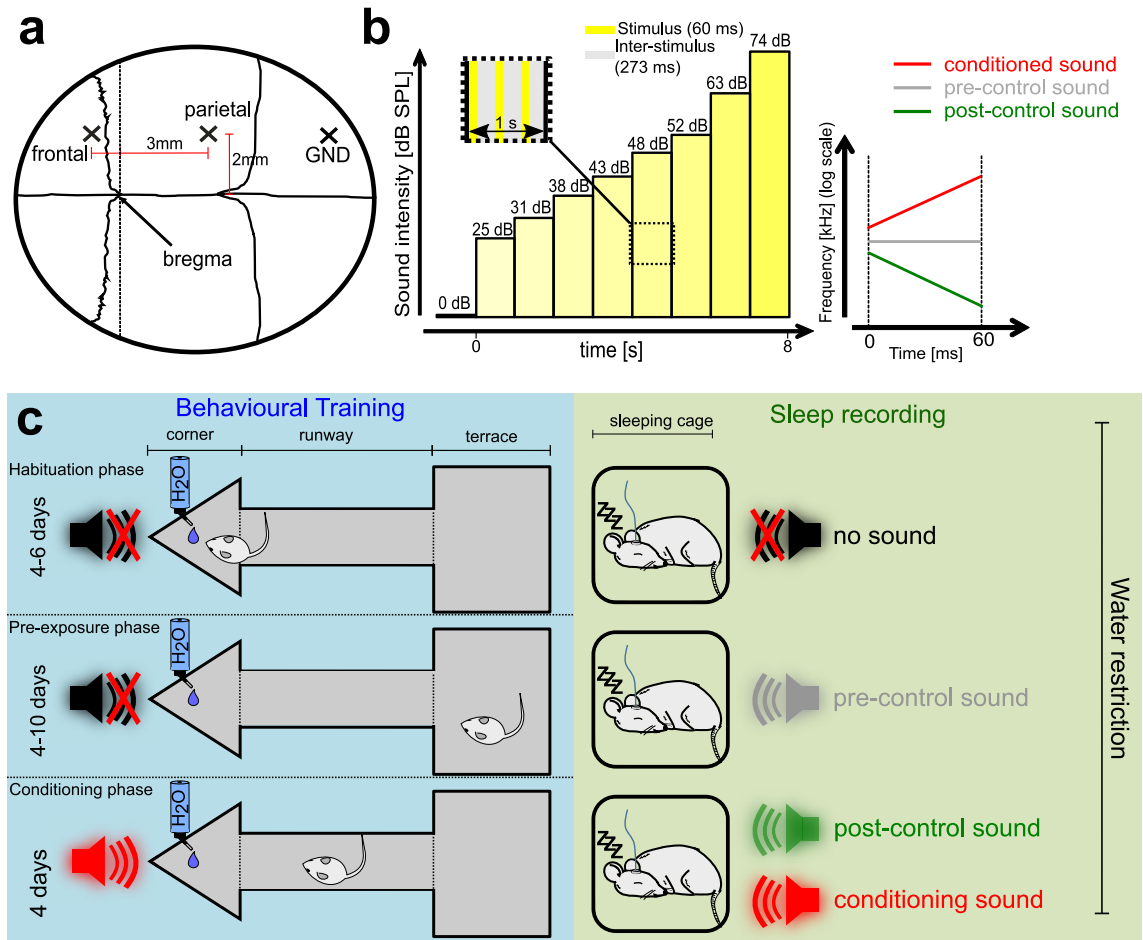 a
frontal
parietal
3mm
2mm
GND
bregma
b
Sound intensity [dB SPL]
Stimulus (60 ms)
Inter-stimulus
(273 ms)
1 s
0 dB
25 dB
31 dB
38 dB
43 dB
48 dB
52 dB
63 dB
74 dB
0
8
time [s]
conditioned sound
pre-control sound
post-control sound
Frequency [kHz] (log scale)
0
60
Time [ms]
c
Behavioural Training
corner
runway
terrace
Sleep recording
sleeping cage
Habituation phase
4-6 days
H2O
ZZZ
no sound
Pre-exposure phase
4-10 days
H2O
ZZZ
pre-control sound
Conditioning phase
4 days
H2O
ZZZ
post-control sound
conditioning sound
Water restriction